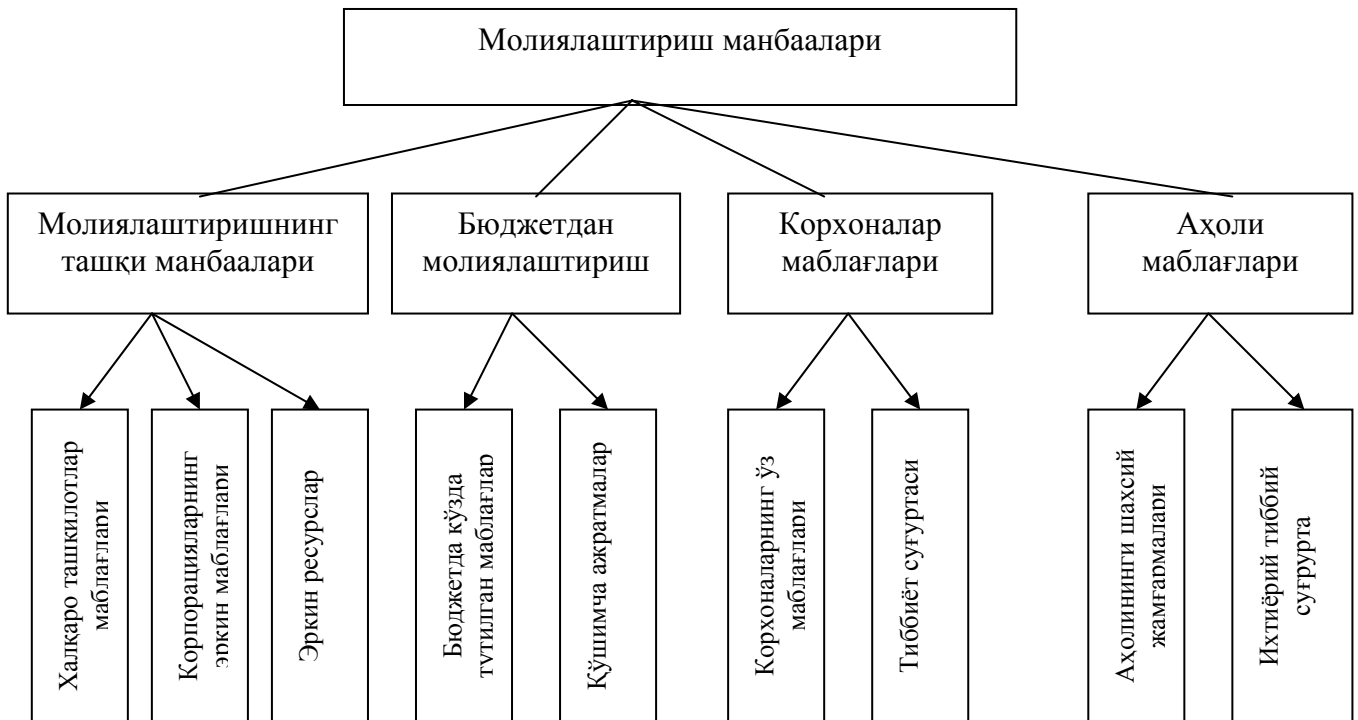 Молиялаштириш манбаалари
Молиялаштиришнинг
ташқи манбаалари
Бюджетдан
молиялаштириш
Корхоналар
маблағлари
Аҳоли
маблағлари
Халқаро ташкилотлар
маблағлари
Корпорацияларнинг
эркин маблағлари
Эркин ресурслар
Бюджетда кўзда
тутилган маблағлар
Қўшимча ажратмалар
Корхоналарнинг ўз
маблағлари
Тиббиёт суғуртаси
Аҳолининги шахсий
жамғармалари
Ихтиёрий тиббий
суғрурта